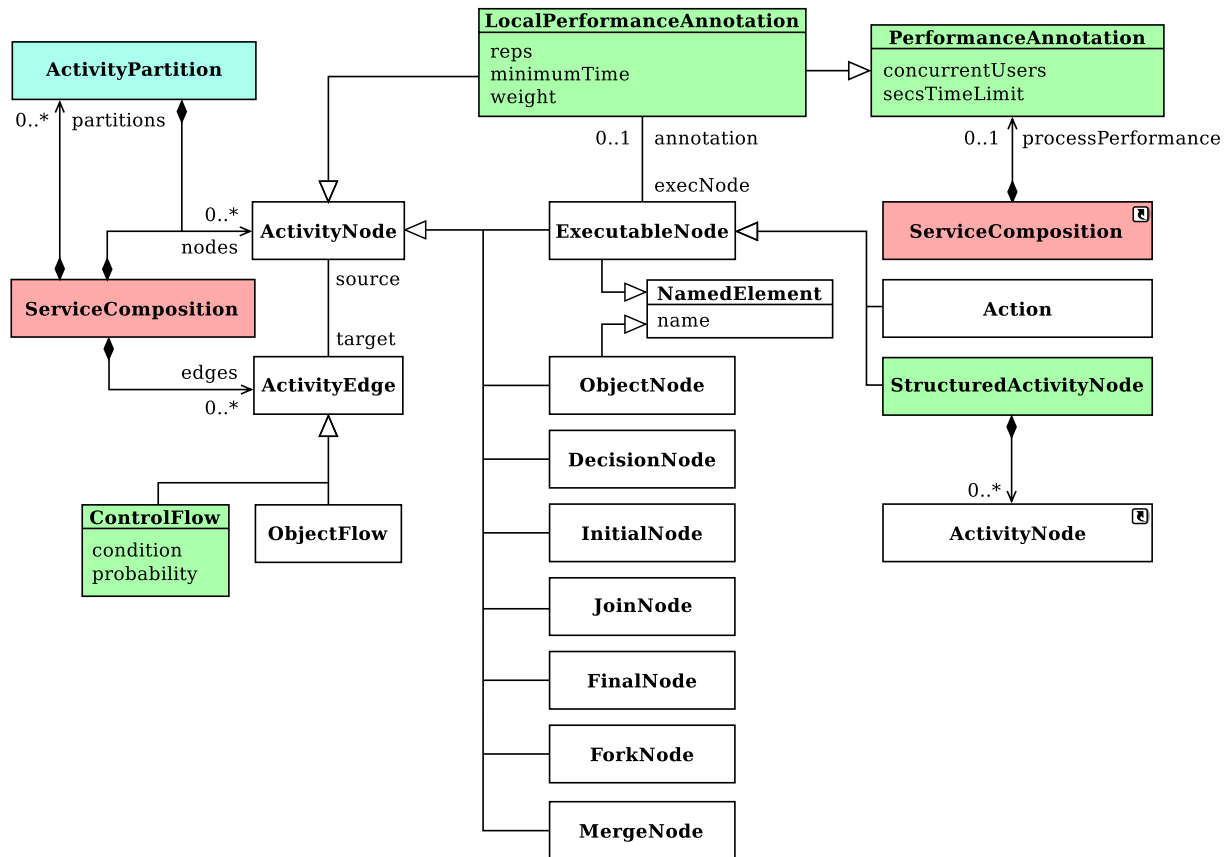 LocalPerformanceAnnotation
reps
minimumTime
weight
PerformanceAnnotation
concurrentUsers
secsTimeLimit
ActivityPartition
0..* partitions
0..1 annotation
execNode
0..1 processPerformance
0..*
nodes
ActivityNode
ExecutableNode
ServiceComposition
source
target
ServiceComposition
NamedElement
name
Action
edges
0..*
ActivityEdge
ObjectNode
StructuredActivityNode
DecisionNode
0..*
ControlFlow
condition
probability
ObjectFlow
InitialNode
ActivityNode
JoinNode
FinalNode
ForkNode
MergeNode